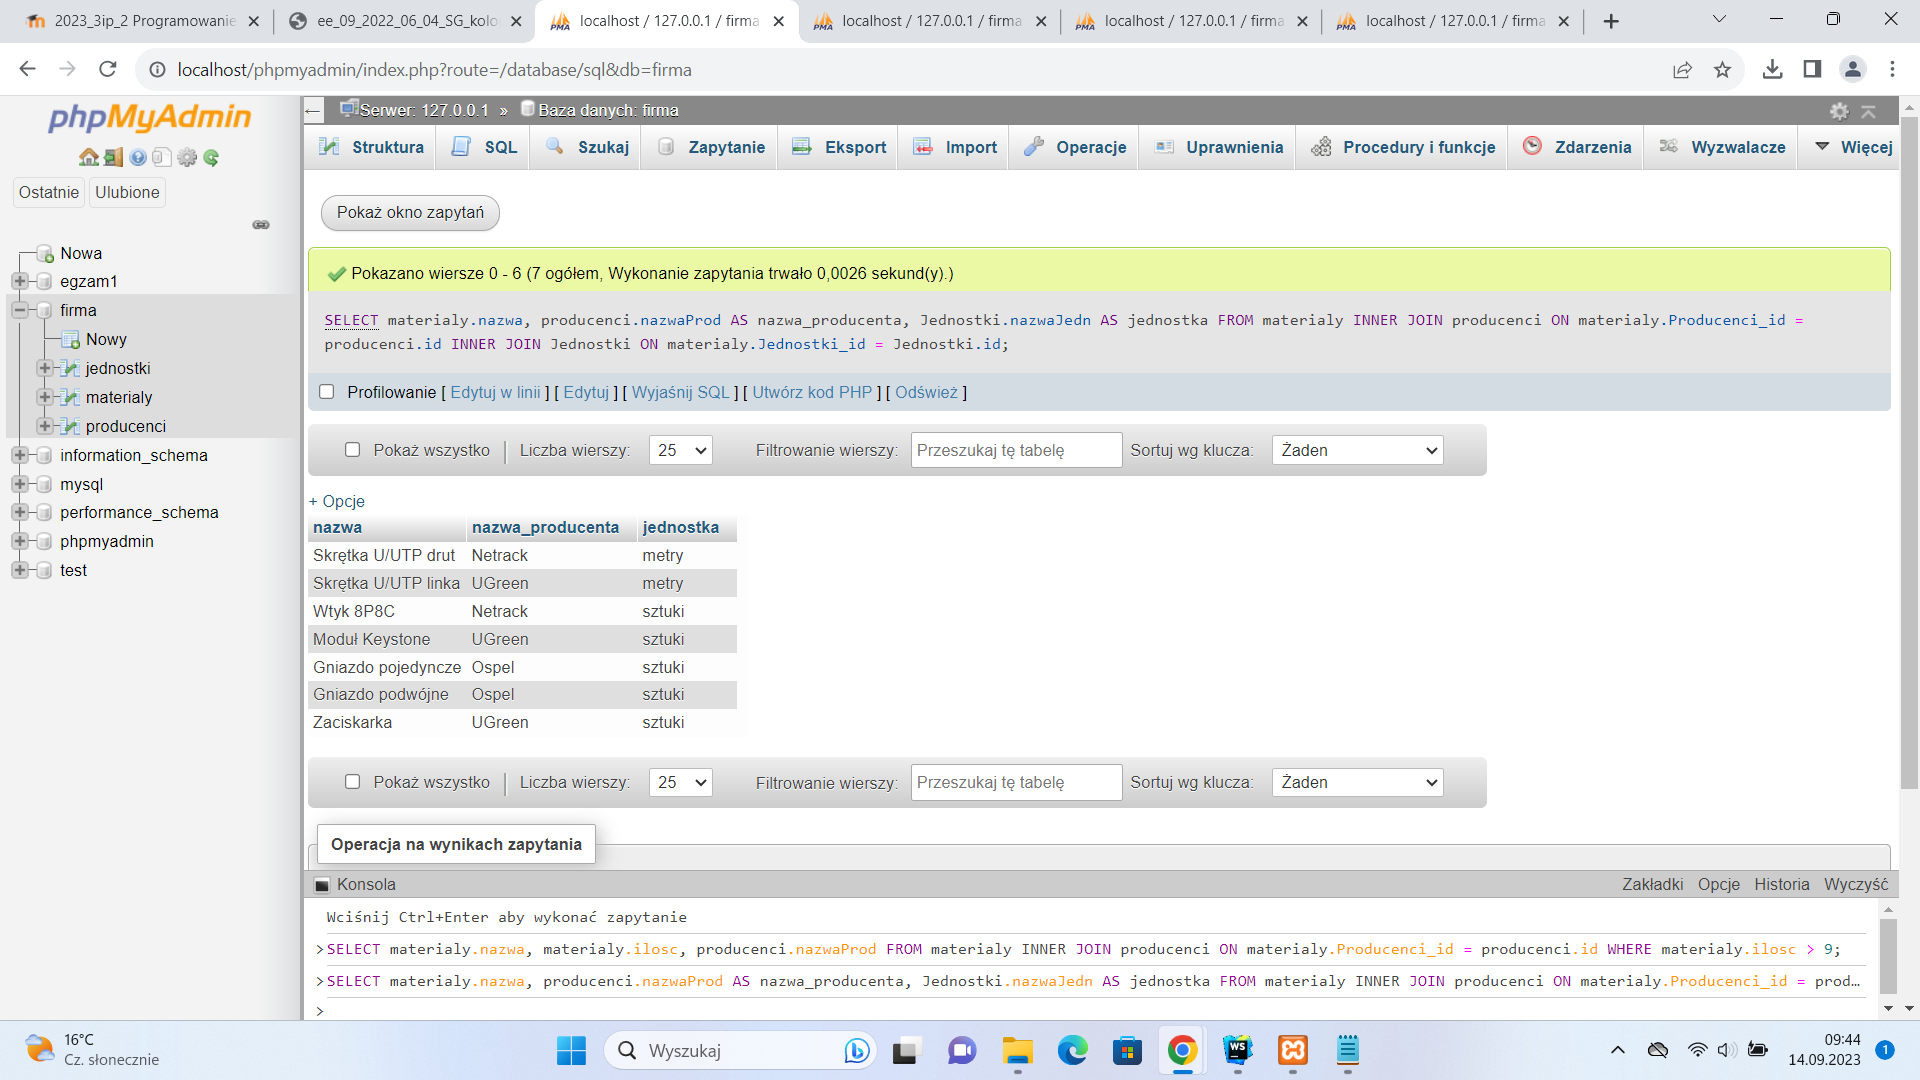 2023_3ip_2 Programowanie
ee_09_2022_06_04_SG_kolo
localhost / 127.0.0.1 / firma
localhost / 127.0.0.1 / firma
localhost / 127.0.0.1 / firma
localhost / 127.0.0.1 / firma
localhost/phpmyadmin/index.php?route=/database/sql&db=firma
phpMyAdmin
Ostatnie Ulubione
Nowa
egzam1
firma
Nowy
jednostki
materialy
producenci
information_schema
mysql
performance_schema
phpmyadmin
test
Serwer: 127.0.0.1 » Baza danych: firma
Struktura SQL Szukaj Zapytanie Eksport Import Operacje Uprawnienia Procedury i funkcje Zdarzenia Wyzwalacze Więcej
Pokaż okno zapytań
Pokazano wiersze 0 - 6 (7 ogółem, Wykonanie zapytania trwało 0,0026 sekund(y).)
SELECT materialy.nazwa, producenci.nazwaProd AS nazwa_producenta, Jednostki.nazwaJedn AS jednostka FROM materialy INNER JOIN producenci ON materialy.Producenci_id =
producenci.id INNER JOIN Jednostki ON materialy.Jednostki_id = Jednostki.id;
Profilowanie [ Edytuj w linii ] [ Edytuj ] [ Wyjaśnij SQL ] [ Utwórz kod PHP ] [ Odśwież ]
Pokaż wszystko Liczba wierszy: 25 Filtrowanie wierszy: Przeszukaj tę tabelę Sortuj wg klucza: Żaden
+ Opcje
nazwa nazwa_producenta jednostka
Skrętka U/UTP drut Netrack metry
Skrętka U/UTP linka UGreen metry
Wtyk 8P8C Netrack sztuki
Moduł Keystone UGreen sztuki
Gniazdo pojedyncze Ospel sztuki
Gniazdo podwójne Ospel sztuki
Zaciskarka UGreen sztuki
Pokaż wszystko Liczba wierszy: 25 Filtrowanie wierszy: Przeszukaj tę tabelę Sortuj wg klucza: Żaden
Operacja na wynikach zapytania
Konsola Zakładki Opcje Historia Wyczyść
Wciśnij Ctrl+Enter aby wykonać zapytanie
>SELECT materialy.nazwa, materialy.ilosc, producenci.nazwaProd FROM materialy INNER JOIN producenci ON materialy.Producenci_id = producenci.id WHERE materialy.ilosc > 9;
>SELECT materialy.nazwa, producenci.nazwaProd AS nazwa_producenta, Jednostki.nazwaJedn AS jednostka FROM materialy INNER JOIN producenci ON materialy.Producenci_id = prod…
>
16°C
Cz. słonecznie
Wyszukaj
WS
09:44
14.09.2023
1